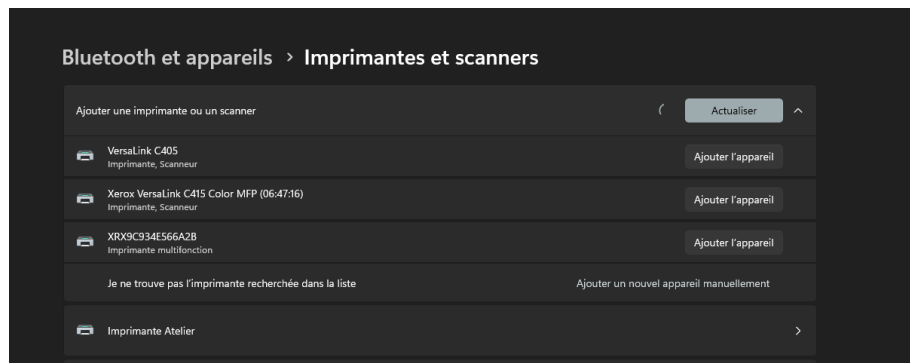 Bluetooth et appareils > Imprimantes et scanners
Ajouter une imprimante ou un scanner
Actualiser
VersaLink C405
Imprimante, Scanneur
Ajouter l'appareil
Xerox VersaLink C415 Color MFP (06:47:16)
Imprimante, Scanneur
Ajouter l'appareil
XRX9C934E566A2B
Imprimante multifonction
Ajouter l'appareil
Je ne trouve pas l'imprimante recherchée dans la liste
Ajouter un nouvel appareil manuellement
Imprimante Atelier